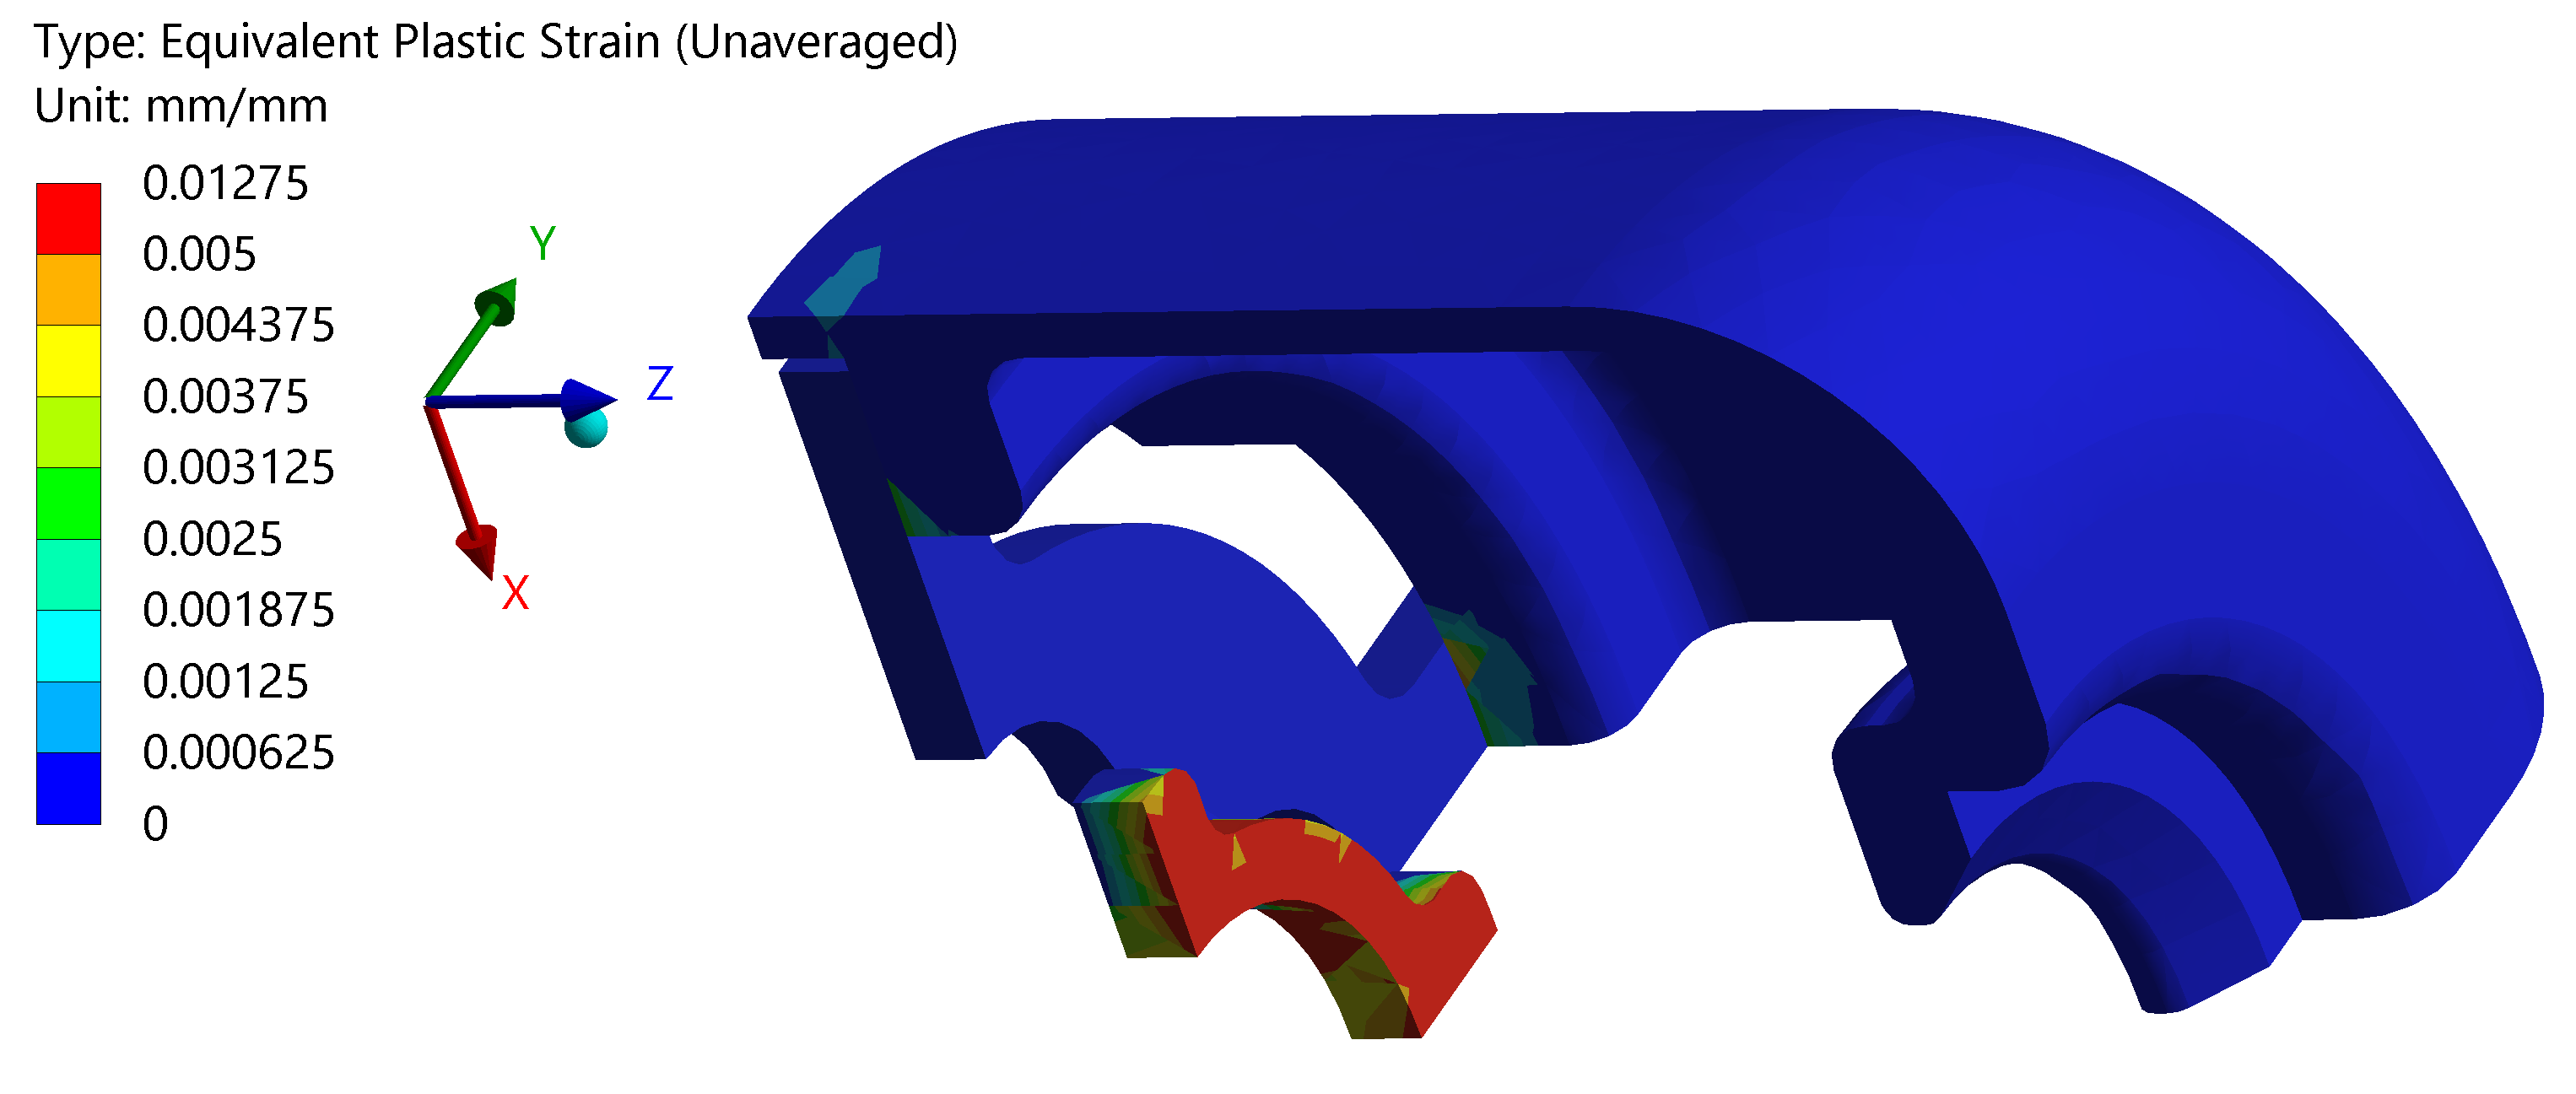 Type: Equivalent Plastic Strain (Unaveraged)
Unit: mm/mm
0.01275
0.005
0.004375
0.00375
0.003125
0.0025
0.001875
0.00125
0.000625
0
Y
Z
X